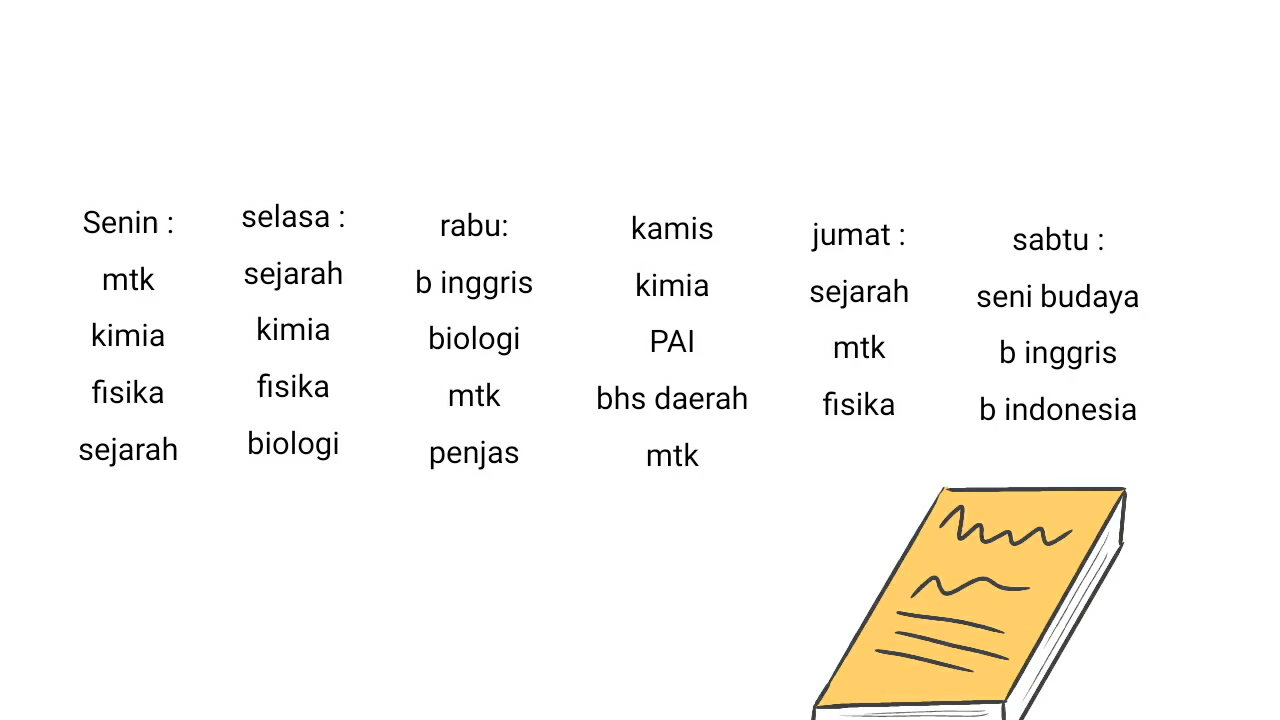 Senin :
mtk
kimia
fisika
sejarah
selasa :
sejarah
kimia
fisika
biologi
rabu:
b inggris
biologi
mtk
penjas
kamis
kimia
PAI
bhs daerah
mtk
jumat :
sejarah
mtk
fisika
sabtu :
seni budaya
b inggris
b indonesia